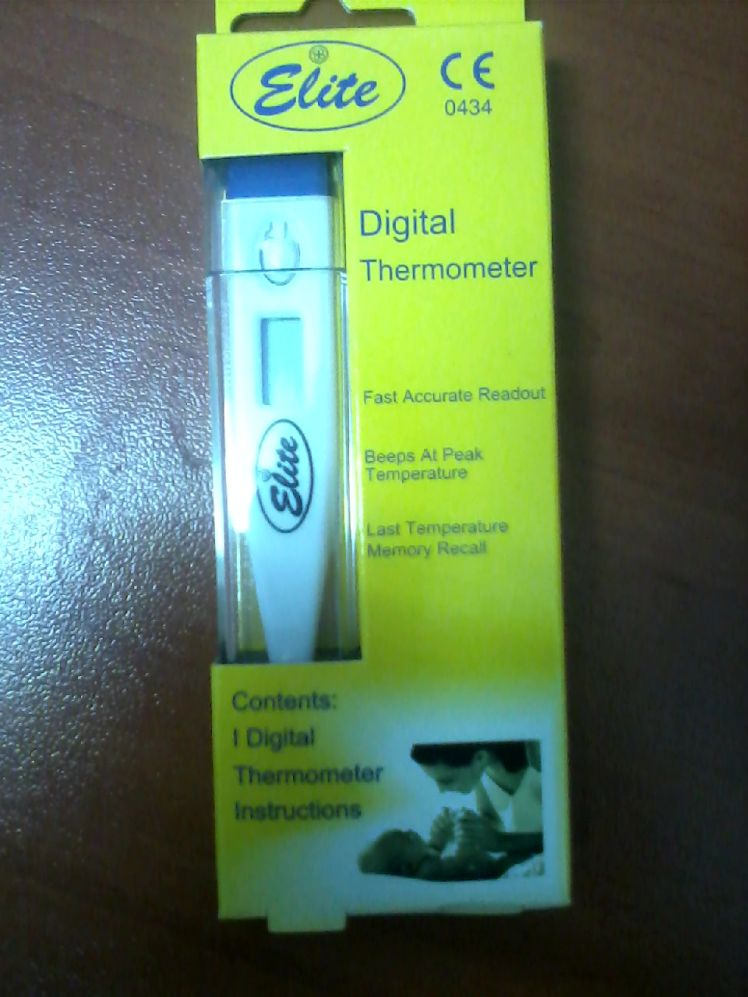 Elite
CE
0434
Digital
Thermometer
Fast Accurate Readout
Beeps At Peak
Temperature
Last Temperature
Memory Recall
Elite
Contents:
I Digital
Thermometer
Instructions